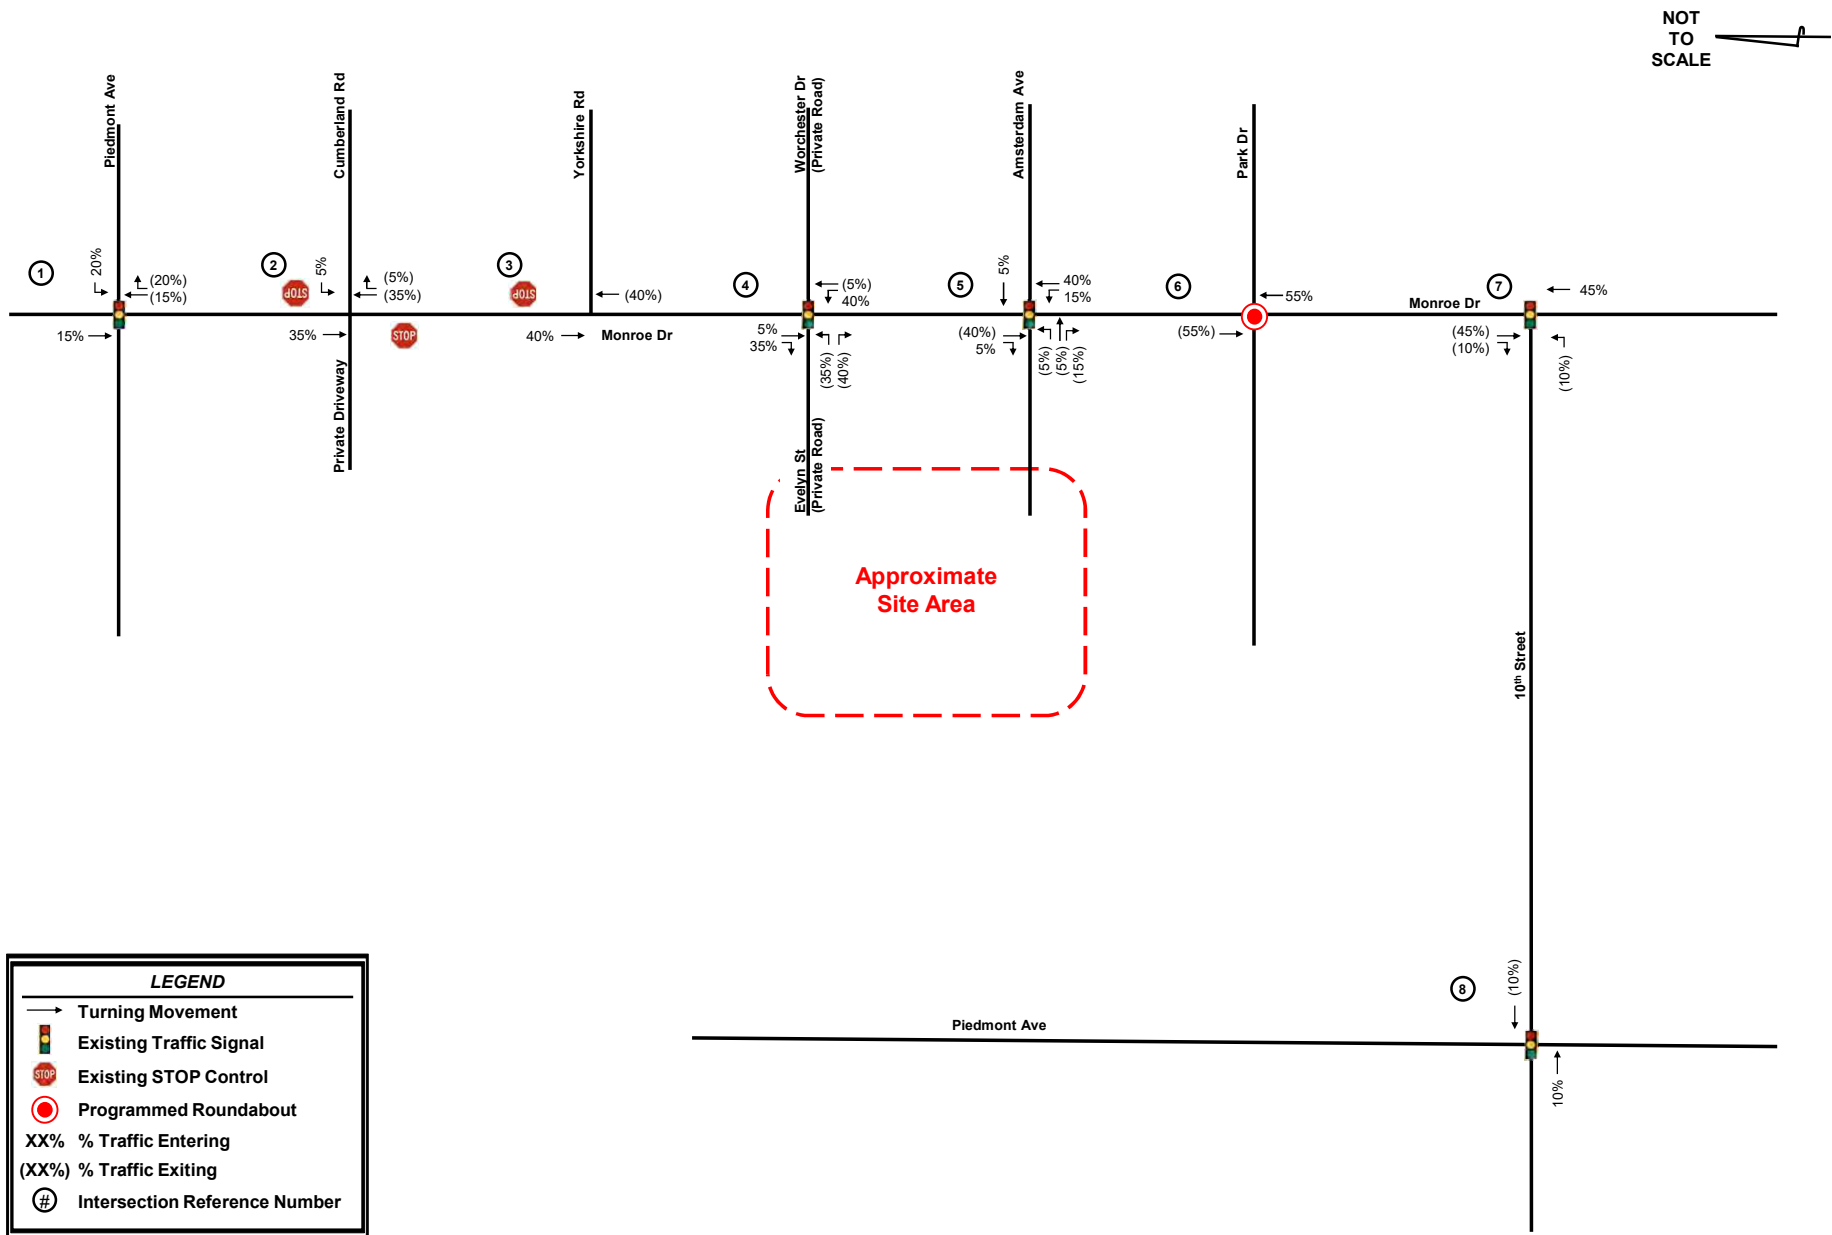 NOT
TO
SCALE
Piedmont Ave
Cumberland Rd
Yorkshire Rd
Worchester Dr
(Private Road)
Amsterdam Ave
Park Dr
1
20%
(20%)
(15%)
15%
2
STOP
5%
(5%)
(35%)
35%
STOP
Private Driveway
3
STOP
(40%)
40%
Monroe Dr
4
(5%)
40%
5%
35%
(35%)
(40%)
Evelyn St
(Private Road)
5
5%
40%
15%
(40%)
5%
(5%)
(5%)
(15%)
6
55%
(55%)
Monroe Dr
7
45%
(45%)
(10%)
(10%)
Approximate
Site Area
10th Street
8
(10%)
10%
Piedmont Ave
LEGEND
Turning Movement
Existing Traffic Signal
STOP Existing STOP Control
Programmed Roundabout
XX% % Traffic Entering
(XX%) % Traffic Exiting
# Intersection Reference Number